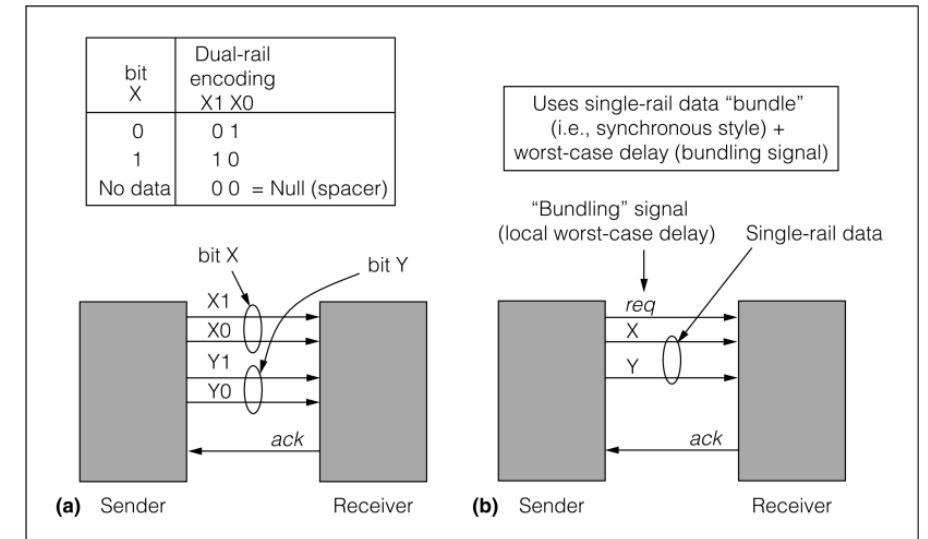 bit
X
Dual-rail
encoding
X1 X0
0 0 1
1 1 0
No data 0 0 = Null (spacer)
bit X
bit Y
X1
X0
Y1
Y0
ack
(a) Sender Receiver
Uses single-rail data “bundle”
(i.e., synchronous style) +
worst-case delay (bundling signal)
“Bundling” signal
(local worst-case delay)
Single-rail data
req
X
Y
ack
(b) Sender Receiver